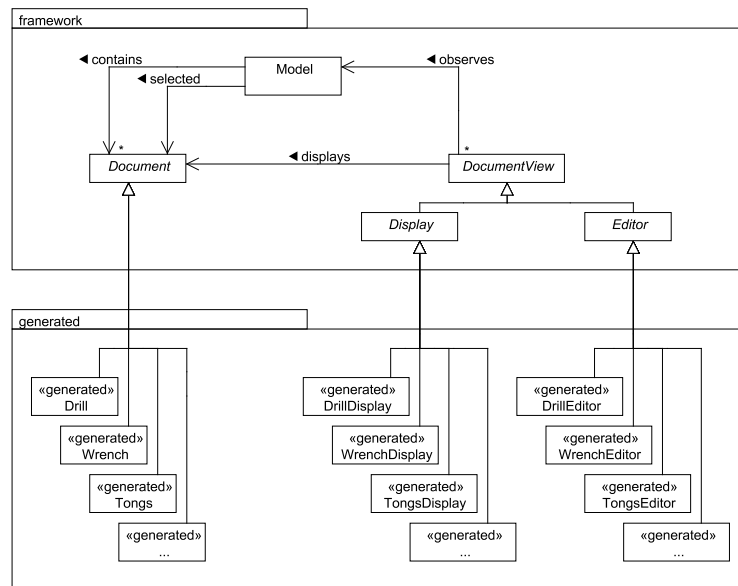 framework
◄ contains
Model
◄ observes
◄ selected
*
*
Document
◄ displays
DocumentView
Display
Editor
generated
«generated»
Drill
«generated»
DrillDisplay
«generated»
DrillEditor
«generated»
Wrench
«generated»
WrenchDisplay
«generated»
WrenchEditor
«generated»
Tongs
«generated»
TongsDisplay
«generated»
TongsEditor
«generated»
...
«generated»
...
«generated»
...